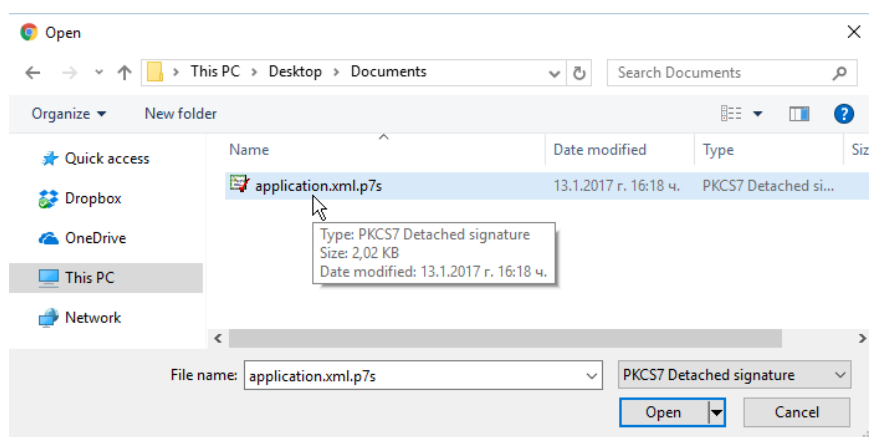 Open
This PC > Desktop > Documents
Search Documents
Organize
New folder
Name
Date modified
Type
Siz
Quick access
Dropbox
OneDrive
This PC
Network
application.xml.p7s
13.1.2017 г. 16:18 ч.
PKCS7 Detached si...
Type: PKCS7 Detached signature
Size: 2,02 KB
Date modified: 13.1.2017 г. 16:18 ч.
File name:
application.xml.p7s
PKCS7 Detached signature
Open
Cancel